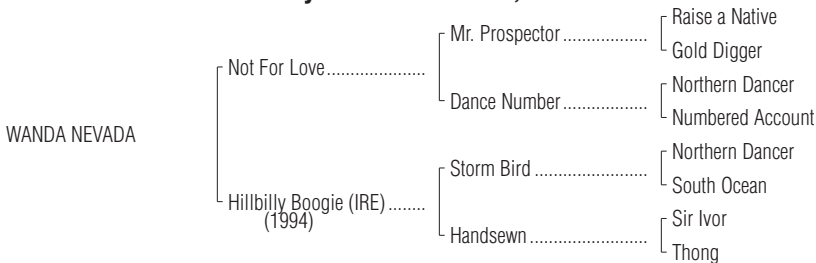 Raise a Native
Mr. Prospector ...................
Gold Digger
Not For Love.....................
Northern Dancer
Dance Number ...................
Numbered Account
WANDA NEVADA
Northern Dancer
Storm Bird .........................
South Ocean
Hillbilly Boogie (IRE) ........
(1994)
Sir Ivor
Handsewn ..........................
Thong